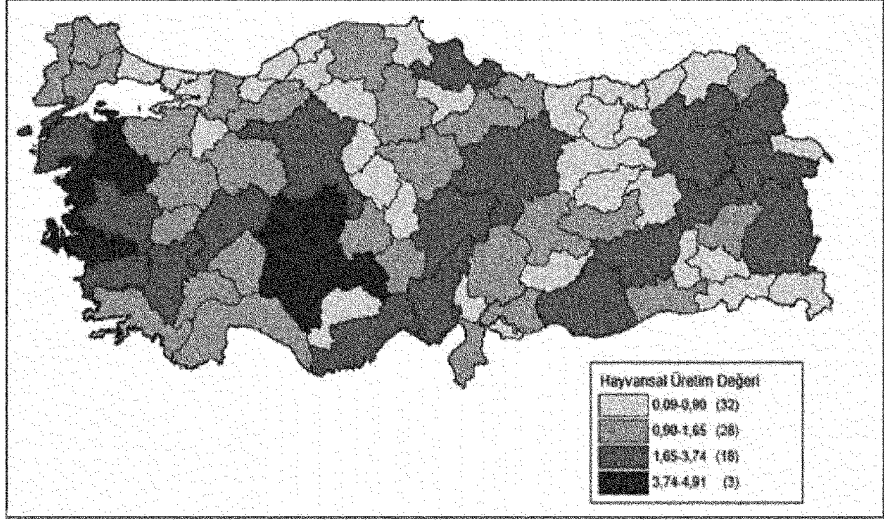 Hayvansal Üretim Değeri
0,09-0,90 (32)
0,90-1,65 (28)
1,65-3,74 (18)
3,74-4,91 (3)